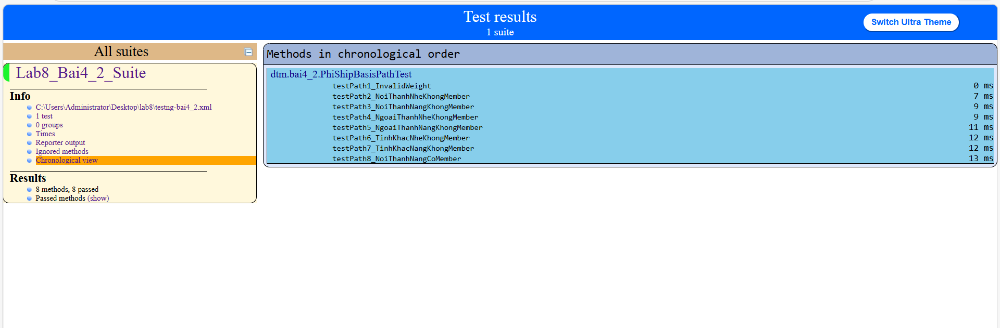 Test results
1 suite
Switch Ultra Theme
All suites
Lab8_Bai4_2_Suite
Info
C:\Users\Administrator\Desktop\lab8\testng-bai4_2.xml
1 test
0 groups
Times
Reporter output
Ignored methods
Chronological view
Results
8 methods, 8 passed
Passed methods (show)
Methods in chronological order
dtm.bai4_2.PhiShipBasisPathTest
testPath1_InvalidWeight 0 ms
testPath2_NoiThanhNheKhongMember 7 ms
testPath3_NoiThanhNangKhongMember 9 ms
testPath4_NgoaiThanhNheKhongMember 9 ms
testPath5_NgoaiThanhNangKhongMember 11 ms
testPath6_TinhKhacNheKhongMember 12 ms
testPath7_TinhKhacNangKhongMember 12 ms
testPath8_NoiThanhNangCoMember 13 ms